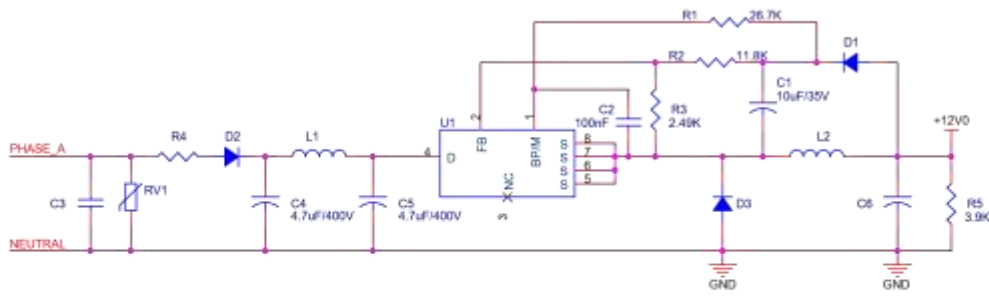 R1
26.7K
D1
R2
11.8K
C1
10uF/35V
C2
100nF
R3
2.49K
U1
2
1
FB
BP/M
8
S
7
S
6
S
5
S
4
D
NC
3
L2
+12V0
PHASE_A
R4
D2
L1
C3
RV1
C4
4.7uF/400V
C5
4.7uF/400V
D3
C6
R5
3.9K
NEUTRAL
GND
GND